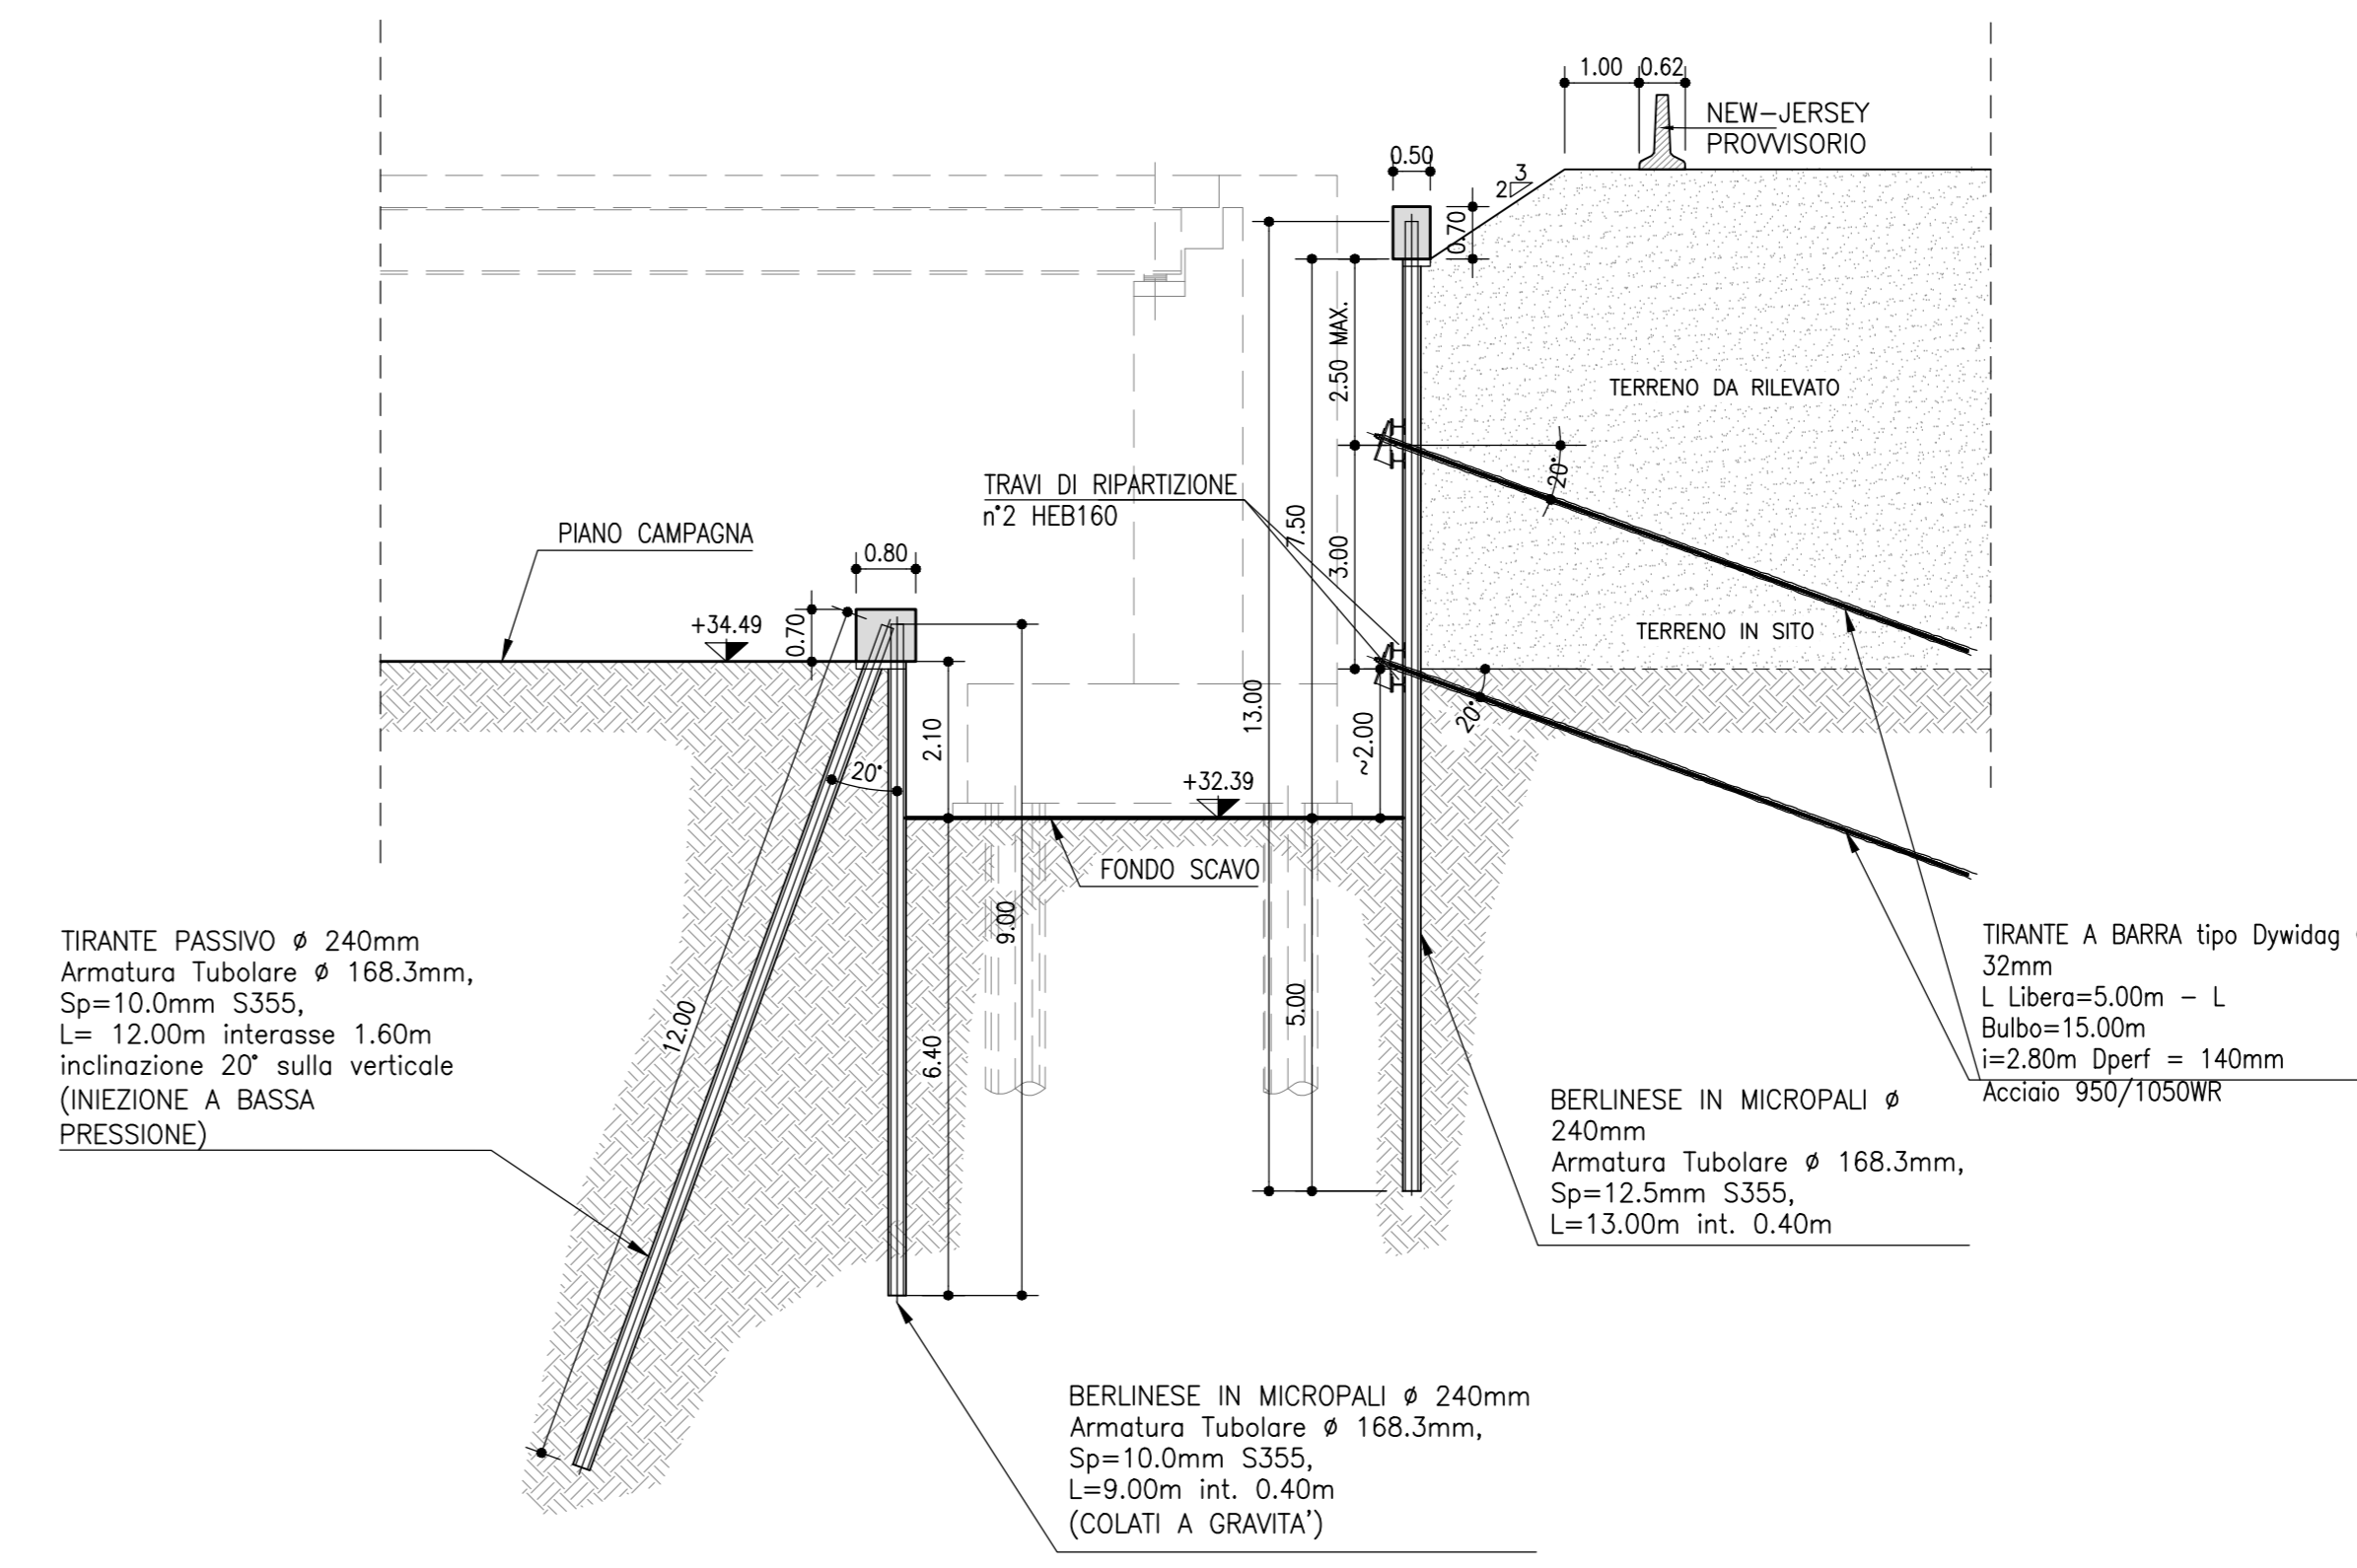 1.00
0.62
NEW-JERSEY
PROVVISORIO
0.50
3
2
0.70
2.50 MAX.
TERRENO DA RILEVATO
20°
TRAVI DI RIPARTIZIONE
n°2 HEB160
7.50
3.00
PIANO CAMPAGNA
0.80
+34.49
0.70
TERRENO IN SITO
13.00
2.10
~2.00
20°
20°
+32.39
FONDO SCAVO
9.00
TIRANTE PASSIVO ø 240mm
Armatura Tubolare ø 168.3mm,
Sp=10.0mm S355,
L= 12.00m interasse 1.60m
inclinazione 20° sulla verticale
(INIEZIONE A BASSA
PRESSIONE)
12.00
6.40
5.00
TIRANTE A BARRA tipo Dywidag
32mm
L Libera=5.00m - L
Bulbo=15.00m
i=2.80m Dperf = 140mm
Acciaio 950/1050WR
BERLINESE IN MICROPALI ø
240mm
Armatura Tubolare ø 168.3mm,
Sp=12.5mm S355,
L=13.00m int. 0.40m
BERLINESE IN MICROPALI ø 240mm
Armatura Tubolare ø 168.3mm,
Sp=10.0mm S355,
L=9.00m int. 0.40m
(COLATI A GRAVITA')